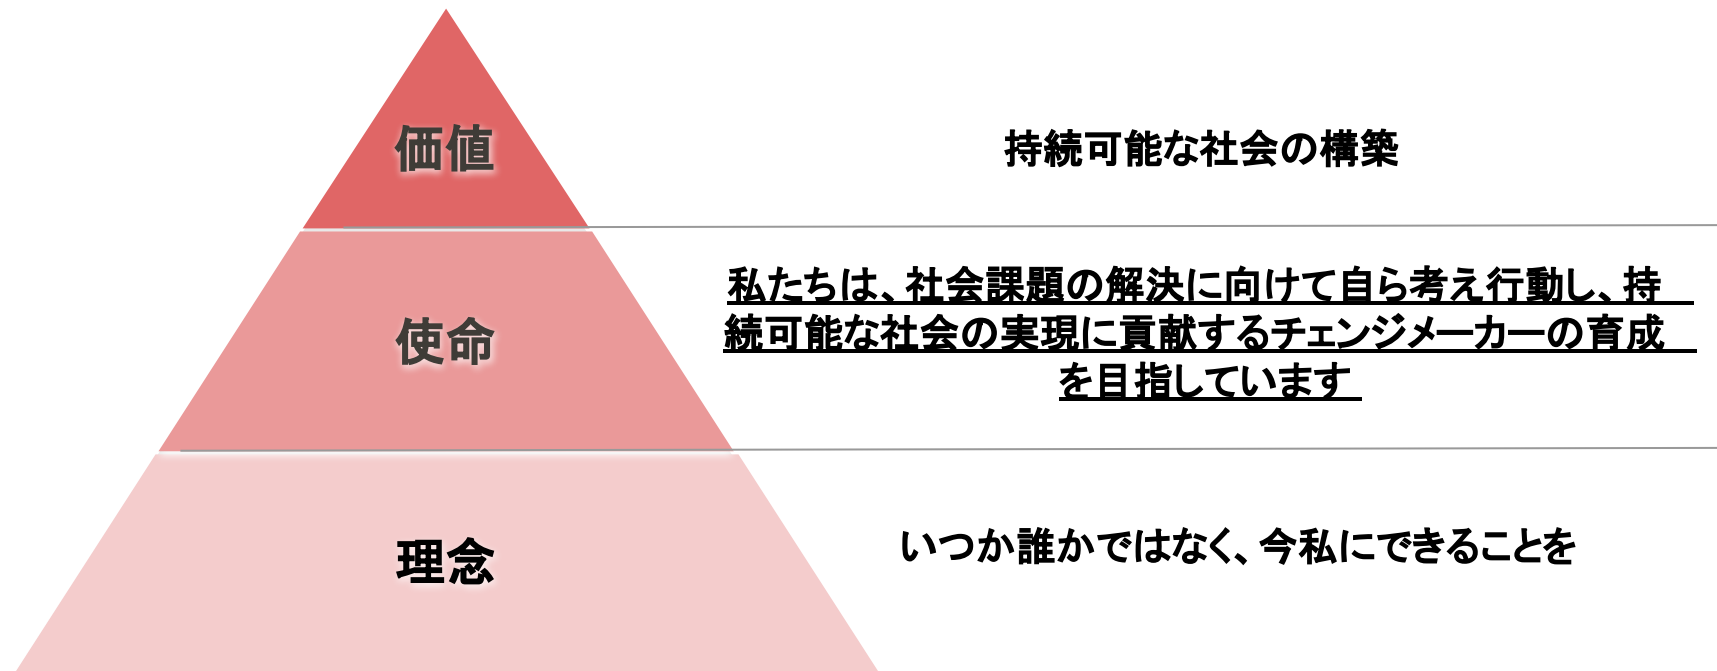 価値
持続可能な社会の構築
使命
私たちは、社会課題の解決に向けて自ら考え行動し、持
続可能な社会の実現に貢献するチェンジメーカーの育成
を目指しています
理念
いつか誰かではなく、今私にできることを